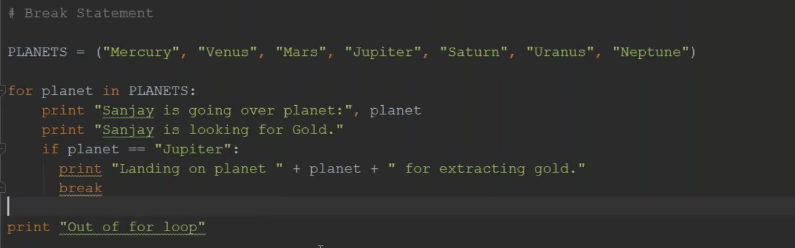 # Break Statement
PLANETS = ("Mercury", "Venus", "Mars", "Jupiter", "Saturn", "Uranus", "Neptune")
for planet in PLANETS:
    print "Sanjay is going over planet:", planet
    print "Sanjay is looking for Gold."
    if planet == "Jupiter":
      print "Landing on planet " + planet + " for extracting gold."
      break
print "Out of for loop"